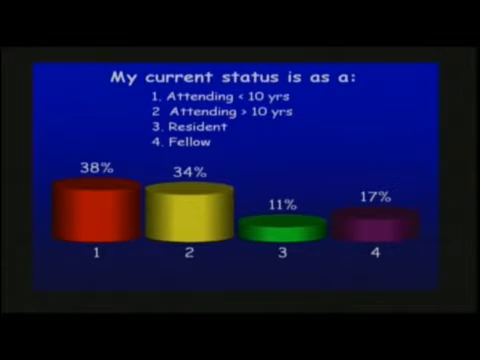 My current status is as a:
1. Attending < 10 yrs
2 Attending > 10 yrs
3. Resident
4. Fellow
38% 34% 11% 17%
1 2 3 4